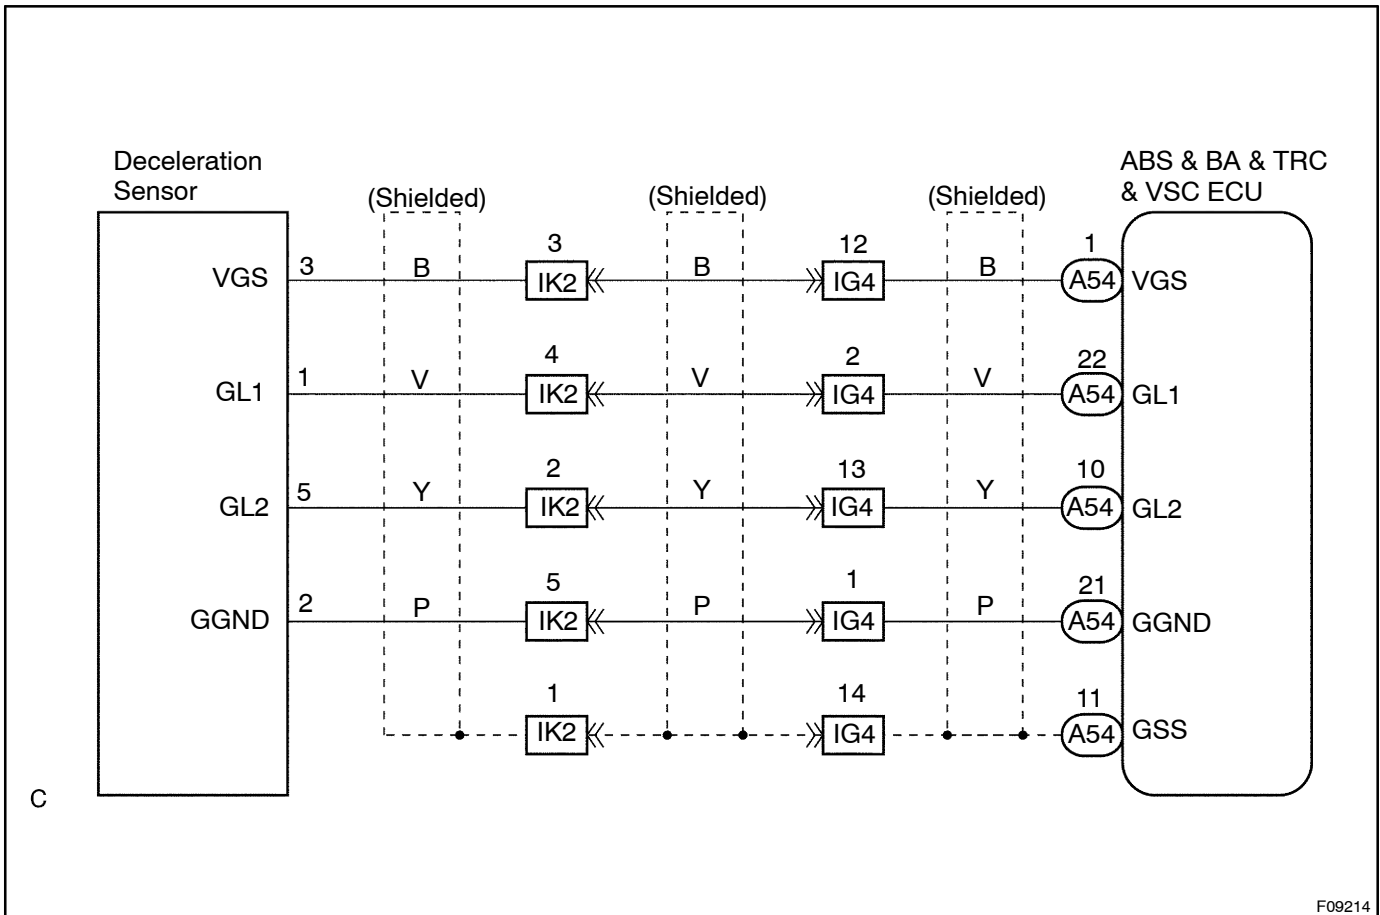 Deceleration
Sensor
ABS & BA & TRC
& VSC ECU
(Shielded) (Shielded) (Shielded)
3 12 1
VGS 3 B IK2 B IG4 B A54 VGS
4 2 22
GL1 1 V IK2 V IG4 V A54 GL1
2 13 10
GL2 5 Y IK2 Y IG4 Y A54 GL2
5 1 21
GGND 2 P IK2 P IG4 P A54 GGND
1 14 11
IK2 IG4 A54 GSS
C
F09214